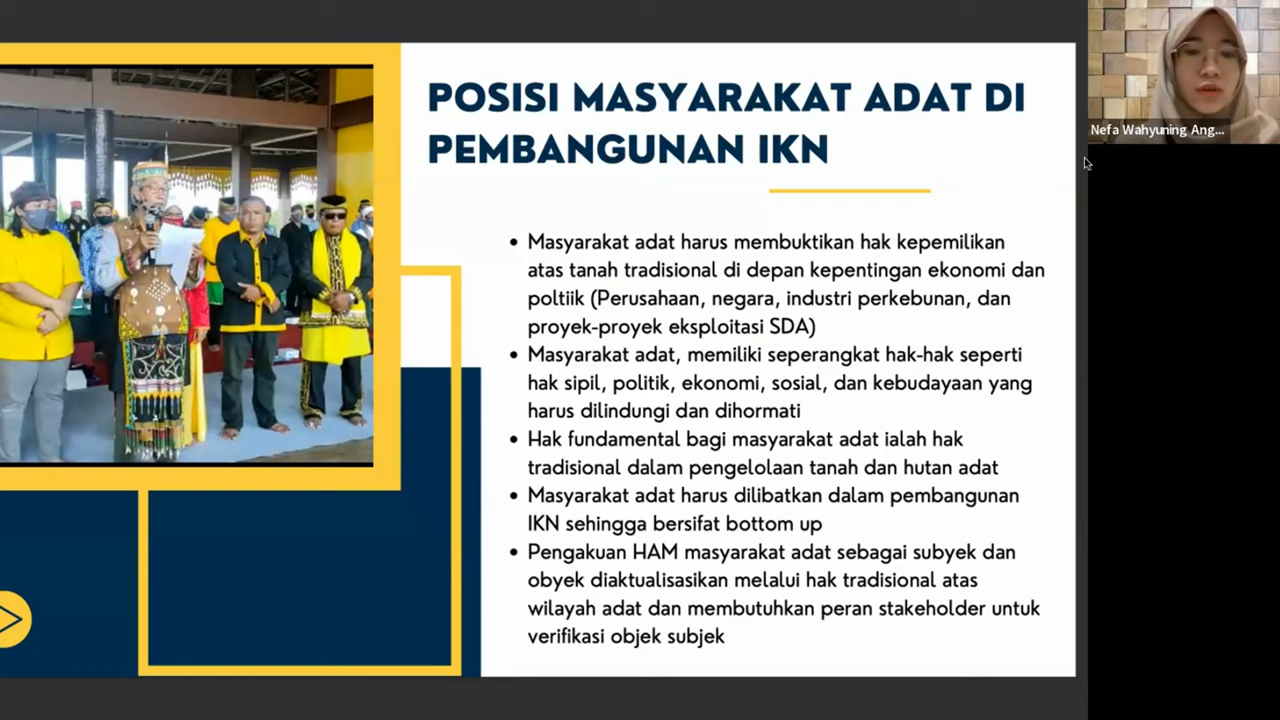 POSISI MASYARAKAT ADAT DI
PEMBANGUNAN IKN
• Masyarakat adat harus membuktikan hak kepemilikan
atas tanah tradisional di depan kepentingan ekonomi dan
poltiik (Perusahaan, negara, industri perkebunan, dan
proyek-proyek eksploitasi SDA)
• Masyarakat adat, memiliki seperangkat hak-hak seperti
hak sipil, politik, ekonomi, sosial, dan kebudayaan yang
harus dilindungi dan dihormati
• Hak fundamental bagi masyarakat adat ialah hak
tradisional dalam pengelolaan tanah dan hutan adat
• Masyarakat adat harus dilibatkan dalam pembangunan
IKN sehingga bersifat bottom up
• Pengakuan HAM masyarakat adat sebagai subyek dan
obyek diaktualisasikan melalui hak tradisional atas
wilayah adat dan membutuhkan peran stakeholder untuk
verifikasi objek subjek
Nefa Wahyuning Ang...